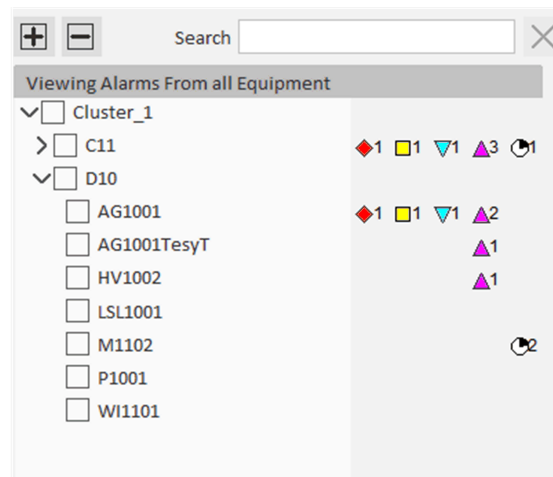 Search
Viewing Alarms From all Equipment
Cluster_1
C11 1 1 1 3 1
D10
AG1001 1 1 1 2
AG1001TesyT 1
HV1002 1
LSL1001
M1102 2
P1001
WI1101